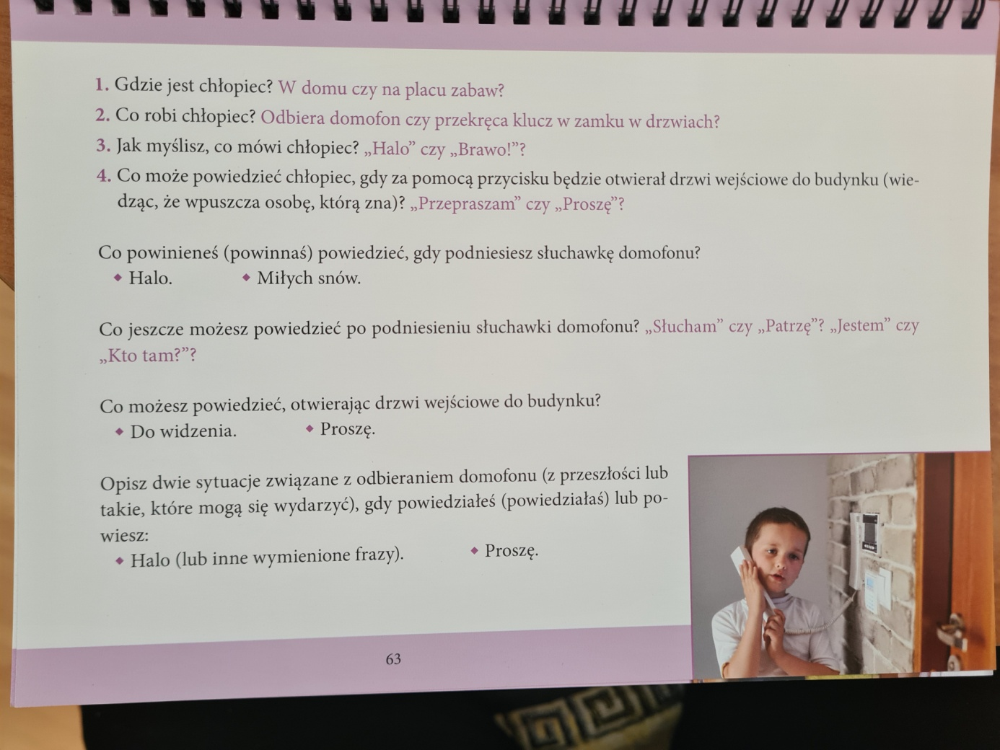 1. Gdzie jest chłopiec? W domu czy na placu zabaw?
2. Co robi chłopiec? Odbiera domofon czy przekręca klucz w zamku w drzwiach?
3. Jak myślisz, co mówi chłopiec? „Halo” czy „Brawo!”?
4. Co może powiedzieć chłopiec, gdy za pomocą przycisku będzie otwierał drzwi wejściowe do budynku (wie-
dząc, że wpuszcza osobę, którą zna)? „Przepraszam” czy „Proszę”?
Co powinieneś (powinnaś) powiedzieć, gdy podniesiesz słuchawkę domofonu?
◆ Halo. ◆ Miłych snów.
Co jeszcze możesz powiedzieć po podniesieniu słuchawki domofonu? „Słucham” czy „Patrzę”? „Jestem” czy
„Kto tam?”?
Co możesz powiedzieć, otwierając drzwi wejściowe do budynku?
◆ Do widzenia. ◆ Proszę.
Opisz dwie sytuacje związane z odbieraniem domofonu (z przeszłości lub
takie, które mogą się wydarzyć), gdy powiedziałeś (powiedziałaś) lub po-
wiesz:
◆ Halo (lub inne wymienione frazy). ◆ Proszę.
63